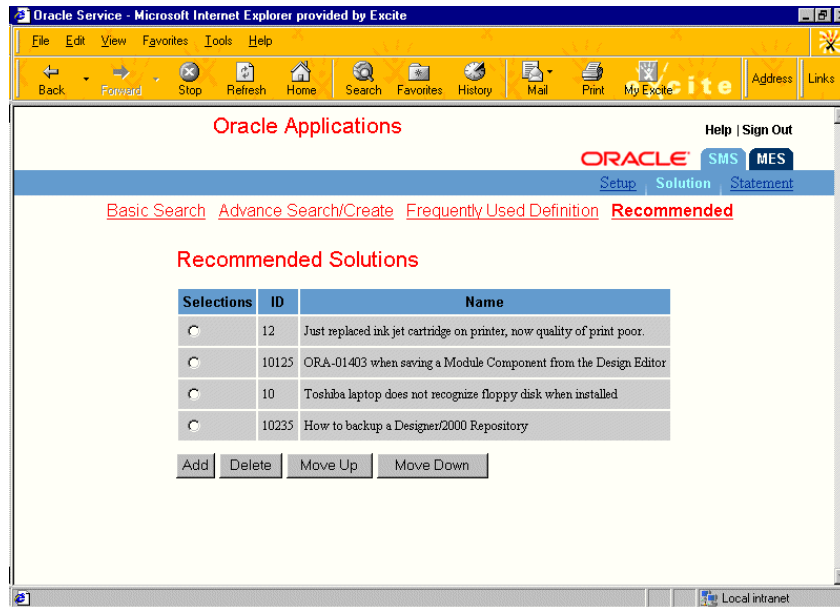 Oracle Service - Microsoft Internet Explorer provided by Excite
File Edit View Favorites Tools Help
Back Forward Stop Refresh Home Search Favorites History Mail Print My Excite excite Address Links
Oracle Applications
Help | Sign Out
ORACLE SMS MES
Setup Solution Statement
Basic Search Advance Search/Create Frequently Used Definition Recommended
Recommended Solutions
Selections ID Name
12 Just replaced ink jet cartridge on printer, now quality of print poor.
10125 ORA-01403 when saving a Module Component from the Design Editor
10 Toshiba laptop does not recognize floppy disk when installed
10235 How to backup a Designer/2000 Repository
Add Delete Move Up Move Down
Local intranet